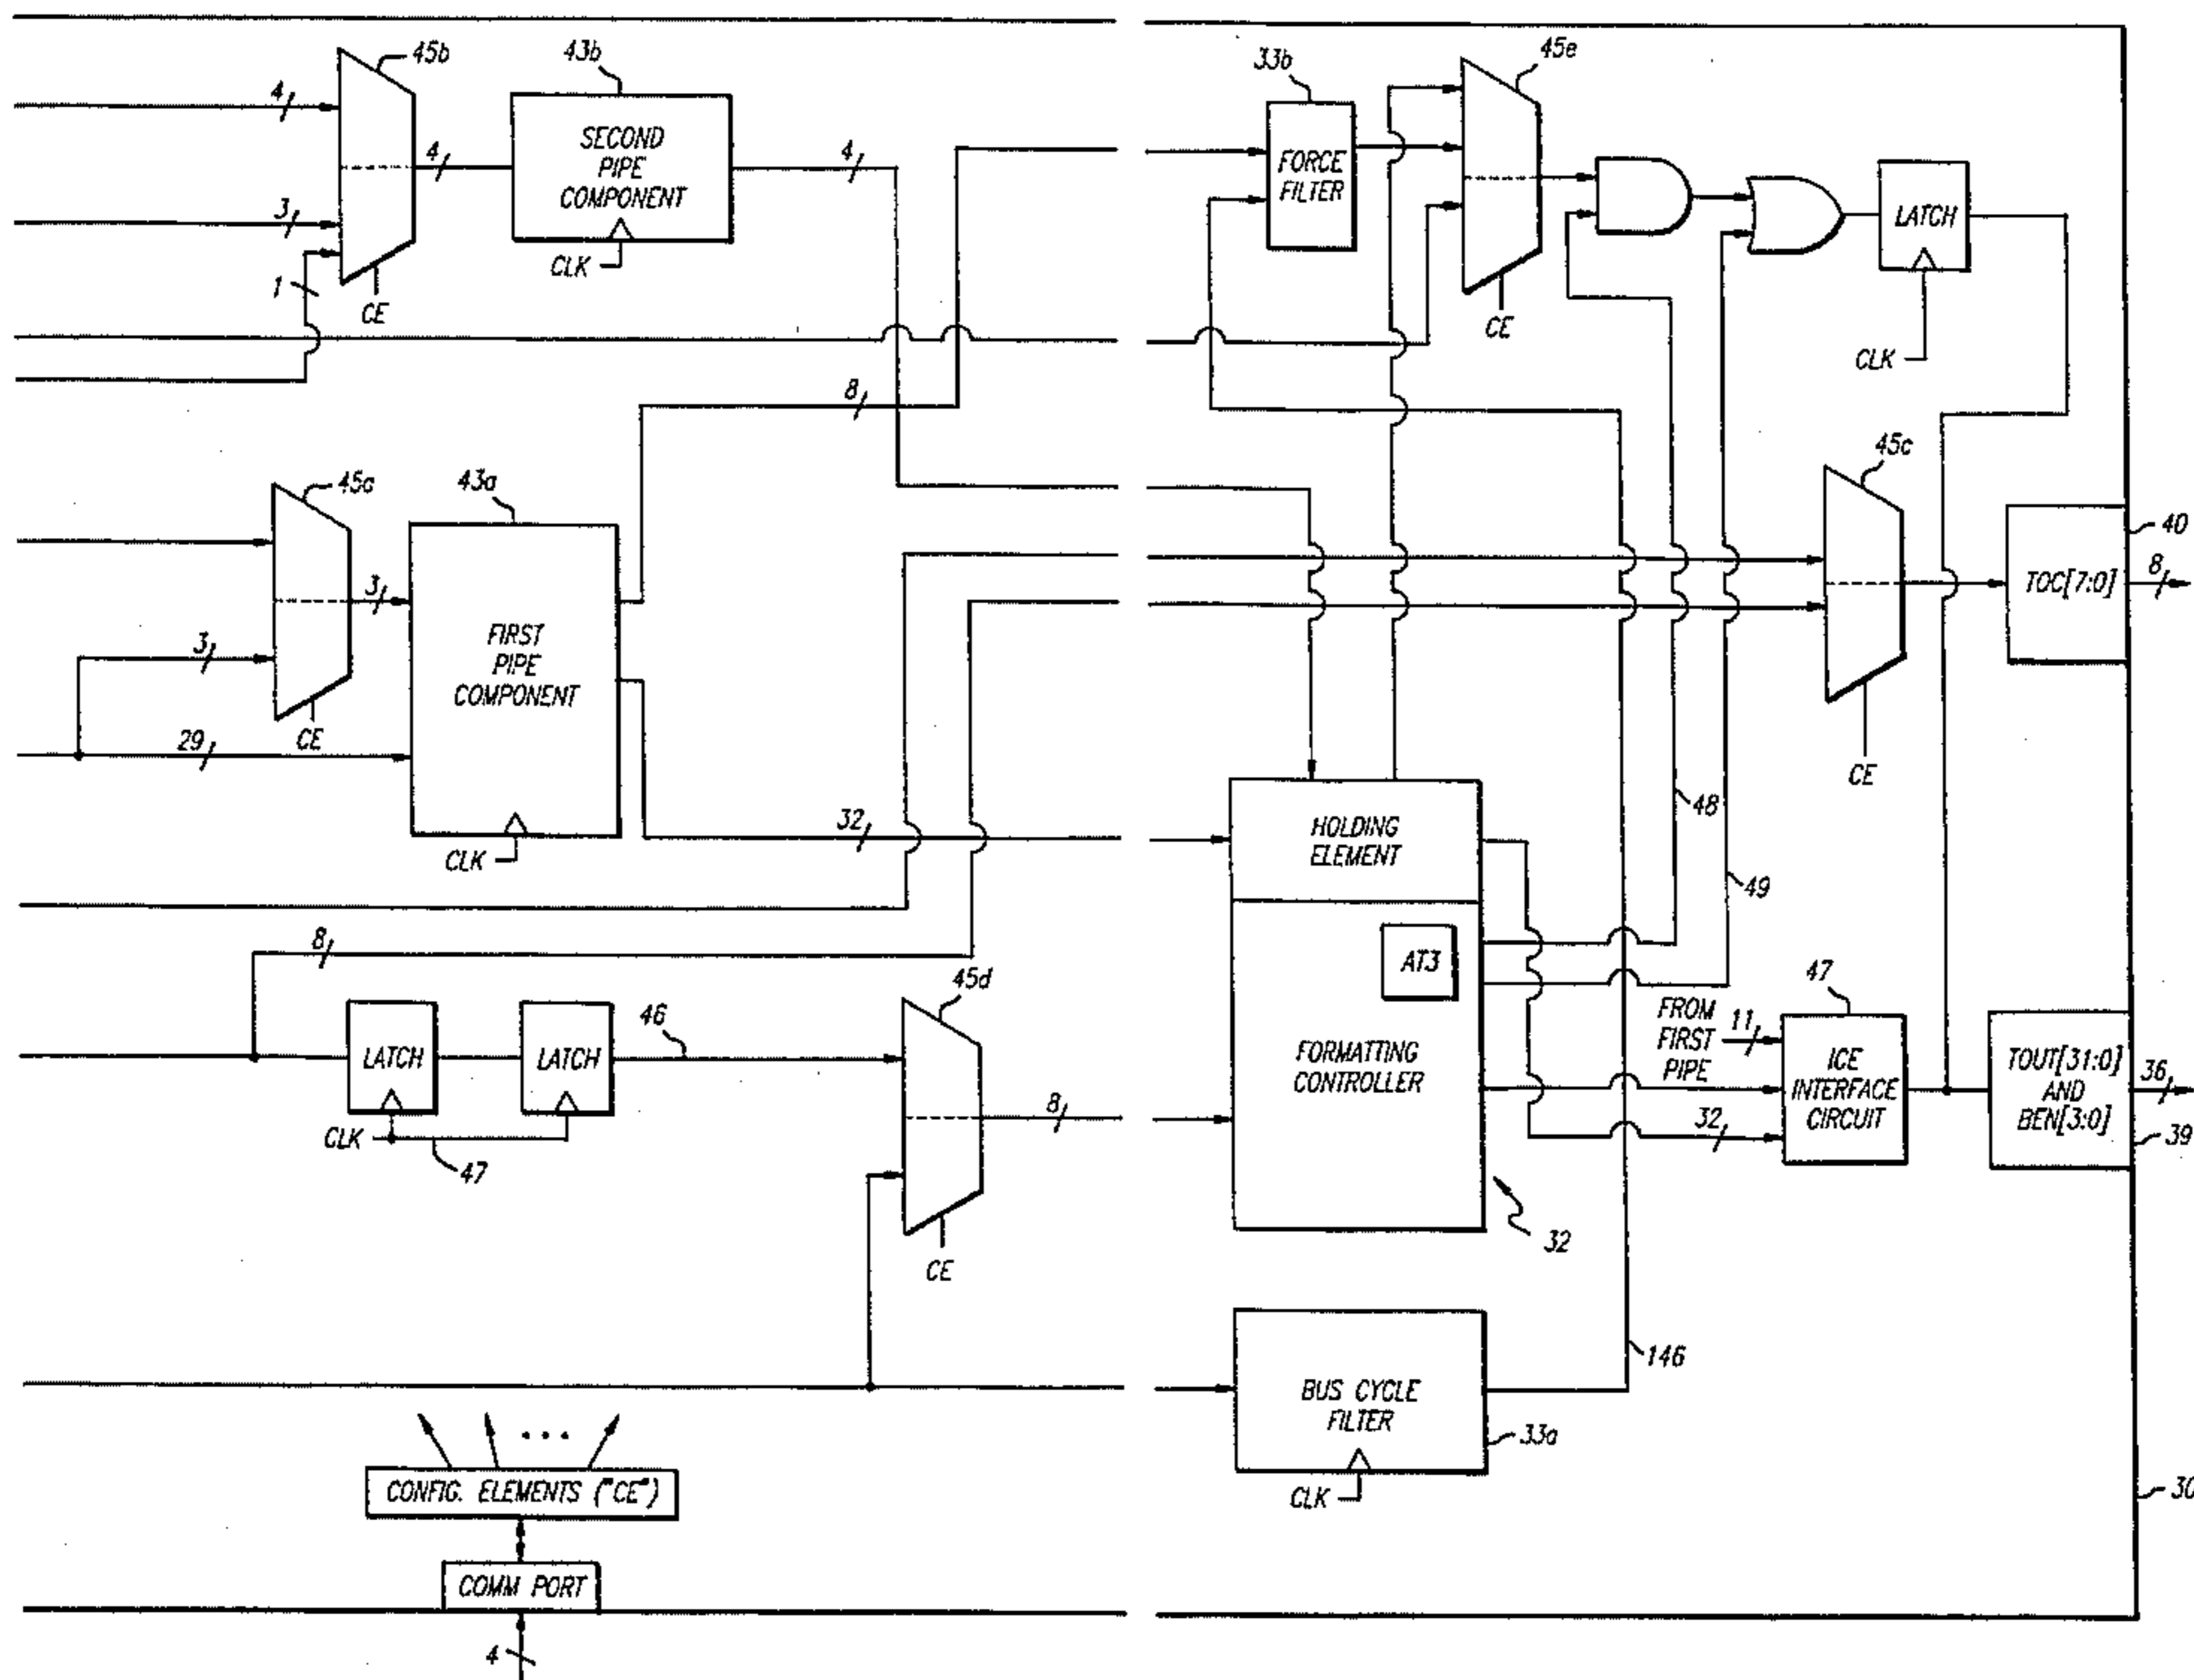 45b
43b
33b
45e
4
4
SECOND
PIPE
COMPONENT
4
FORCE
FILTER
LATCH
3
CLK
1
CE
CE
CLK
8
45a
43a
45c
40
3
FIRST
PIPE
COMPONENT
TOC[7:0]
8
3
CE
29
CE
48
32
HOLDING
ELEMENT
CLK
49
8
45d
AT3
47
46
FROM
FIRST
PIPE
11
LATCH
LATCH
FORMATTING
CONTROLLER
ICE
INTERFACE
CIRCUIT
TOUT[31:0]
AND
BEN[3:0]
36
8
32
39
CLK
47
CE
32
146
BUS CYCLE
FILTER
33a
CONFIG. ELEMENTS ("CE")
CLK
30
COMM PORT
4